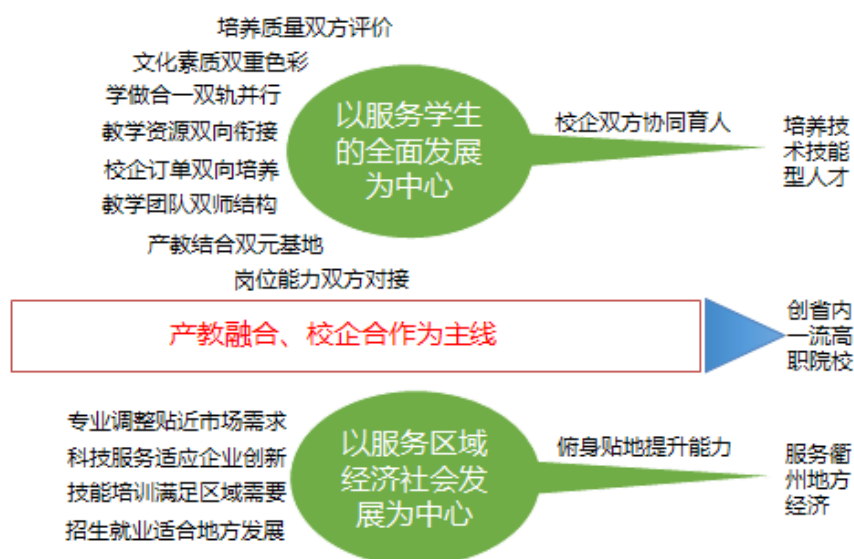 培养质量双方评价
文化素质双重色彩
学做合一双轨并行
教学资源双向衔接
校企订单双向培养
教学团队双师结构
产教结合双元基地
岗位能力双方对接
以服务学生
的全面发展
为中心
校企双方协同育人
培养技
术技能
型人才
产教融合、校企合作为主线
创省内
一流高
职院校
专业调整贴近市场需求
科技服务适应企业创新
技能培训满足区域需要
招生就业适合地方发展
以服务区域
经济社会发
展为中心
俯身贴地提升能力
服务衢
州地方
经济